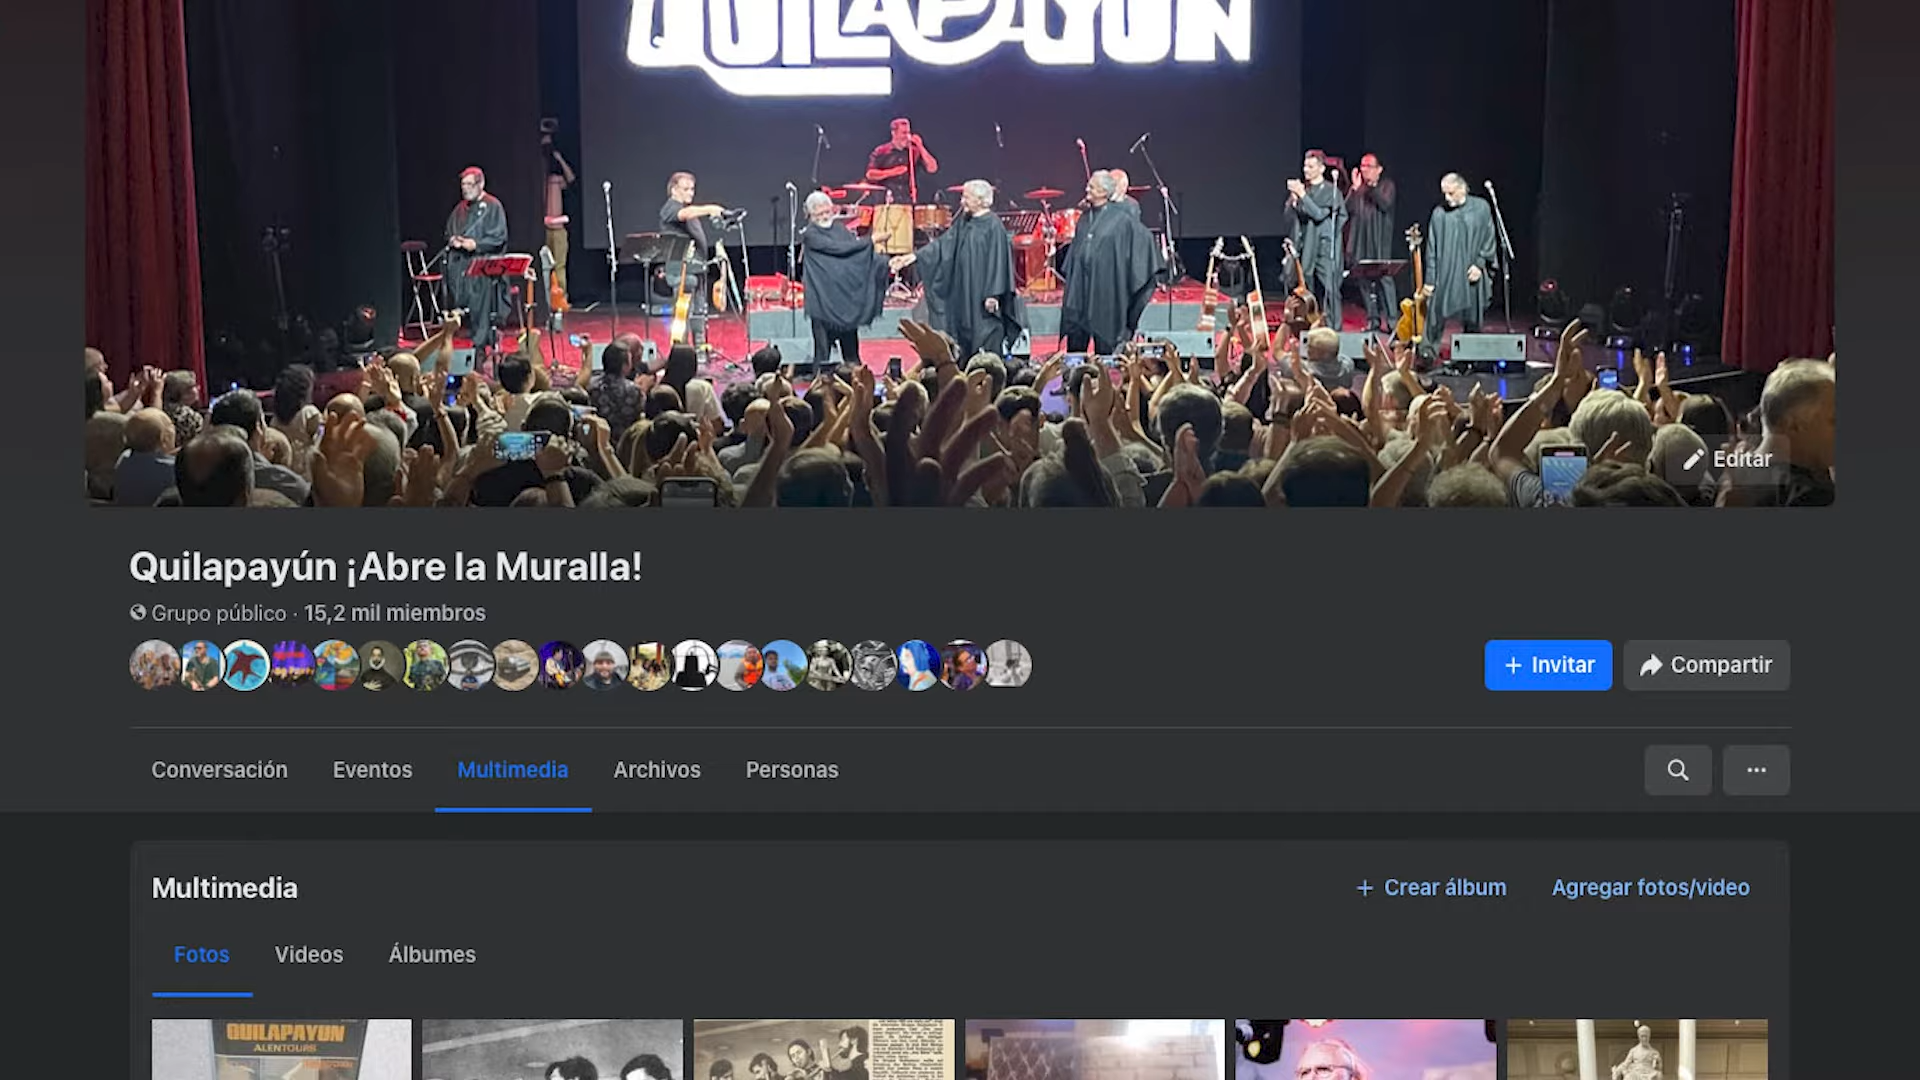 QUILAPAYUN
Editar
Quilapayún ¡Abre la Muralla!
Grupo público · 15,2 mil miembros
+ Invitar
Compartir
Conversación
Eventos
Multimedia
Archivos
Personas
Multimedia
+ Crear álbum
Agregar fotos/video
Fotos
Videos
Álbumes
QUILAPAYUN
ALENTOURS